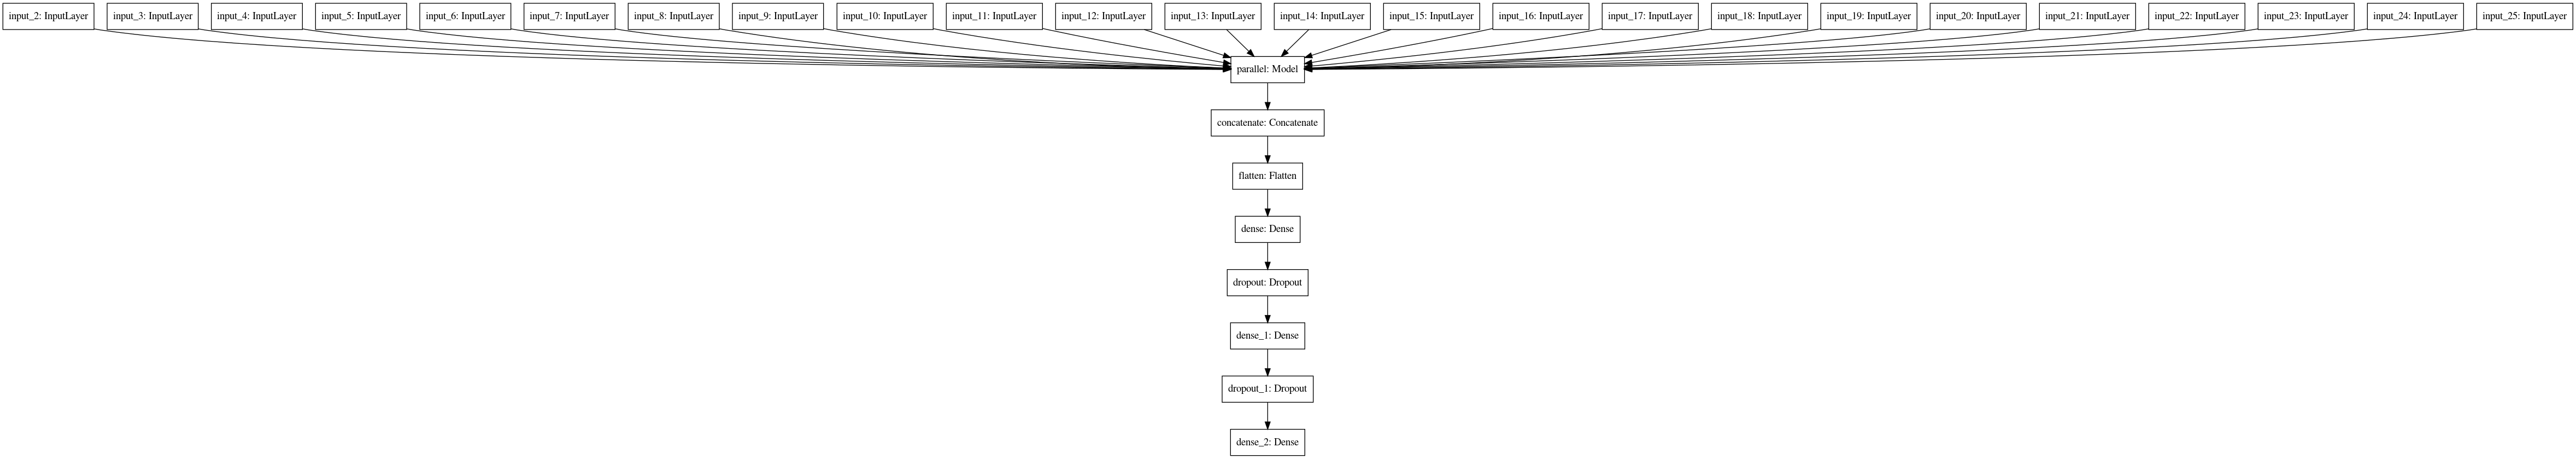 input_2: InputLayer
input_3: InputLayer
input_4: InputLayer
input_5: InputLayer
input_6: InputLayer
input_7: InputLayer
input_8: InputLayer
input_9: InputLayer
input_10: InputLayer
input_11: InputLayer
input_12: InputLayer
input_13: InputLayer
input_14: InputLayer
input_15: InputLayer
input_16: InputLayer
input_17: InputLayer
input_18: InputLayer
input_19: InputLayer
input_20: InputLayer
input_21: InputLayer
input_22: InputLayer
input_23: InputLayer
input_24: InputLayer
input_25: InputLayer
parallel: Model
concatenate: Concatenate
flatten: Flatten
dense: Dense
dropout: Dropout
dense_1: Dense
dropout_1: Dropout
dense_2: Dense